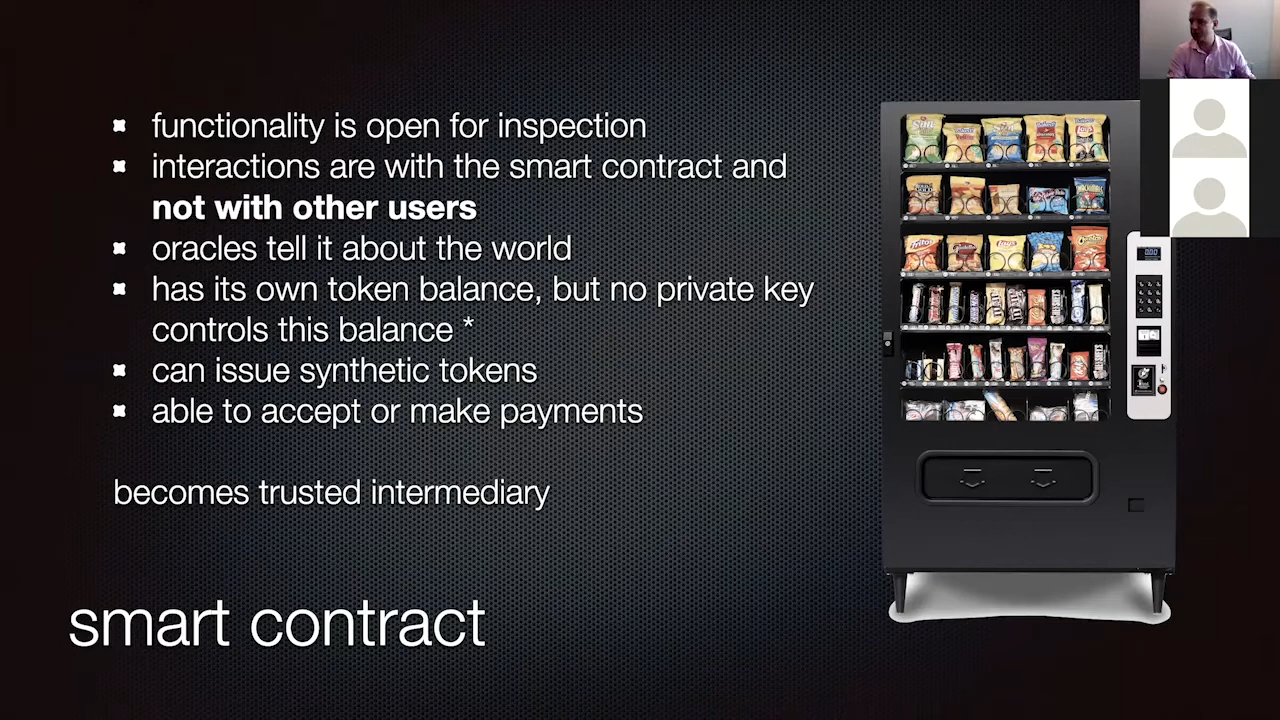 functionality is open for inspection
interactions are with the smart contract and
not with other users
oracles tell it about the world
has its own token balance, but no private key
controls this balance *
can issue synthetic tokens
able to accept or make payments
becomes trusted intermediary
smart contract